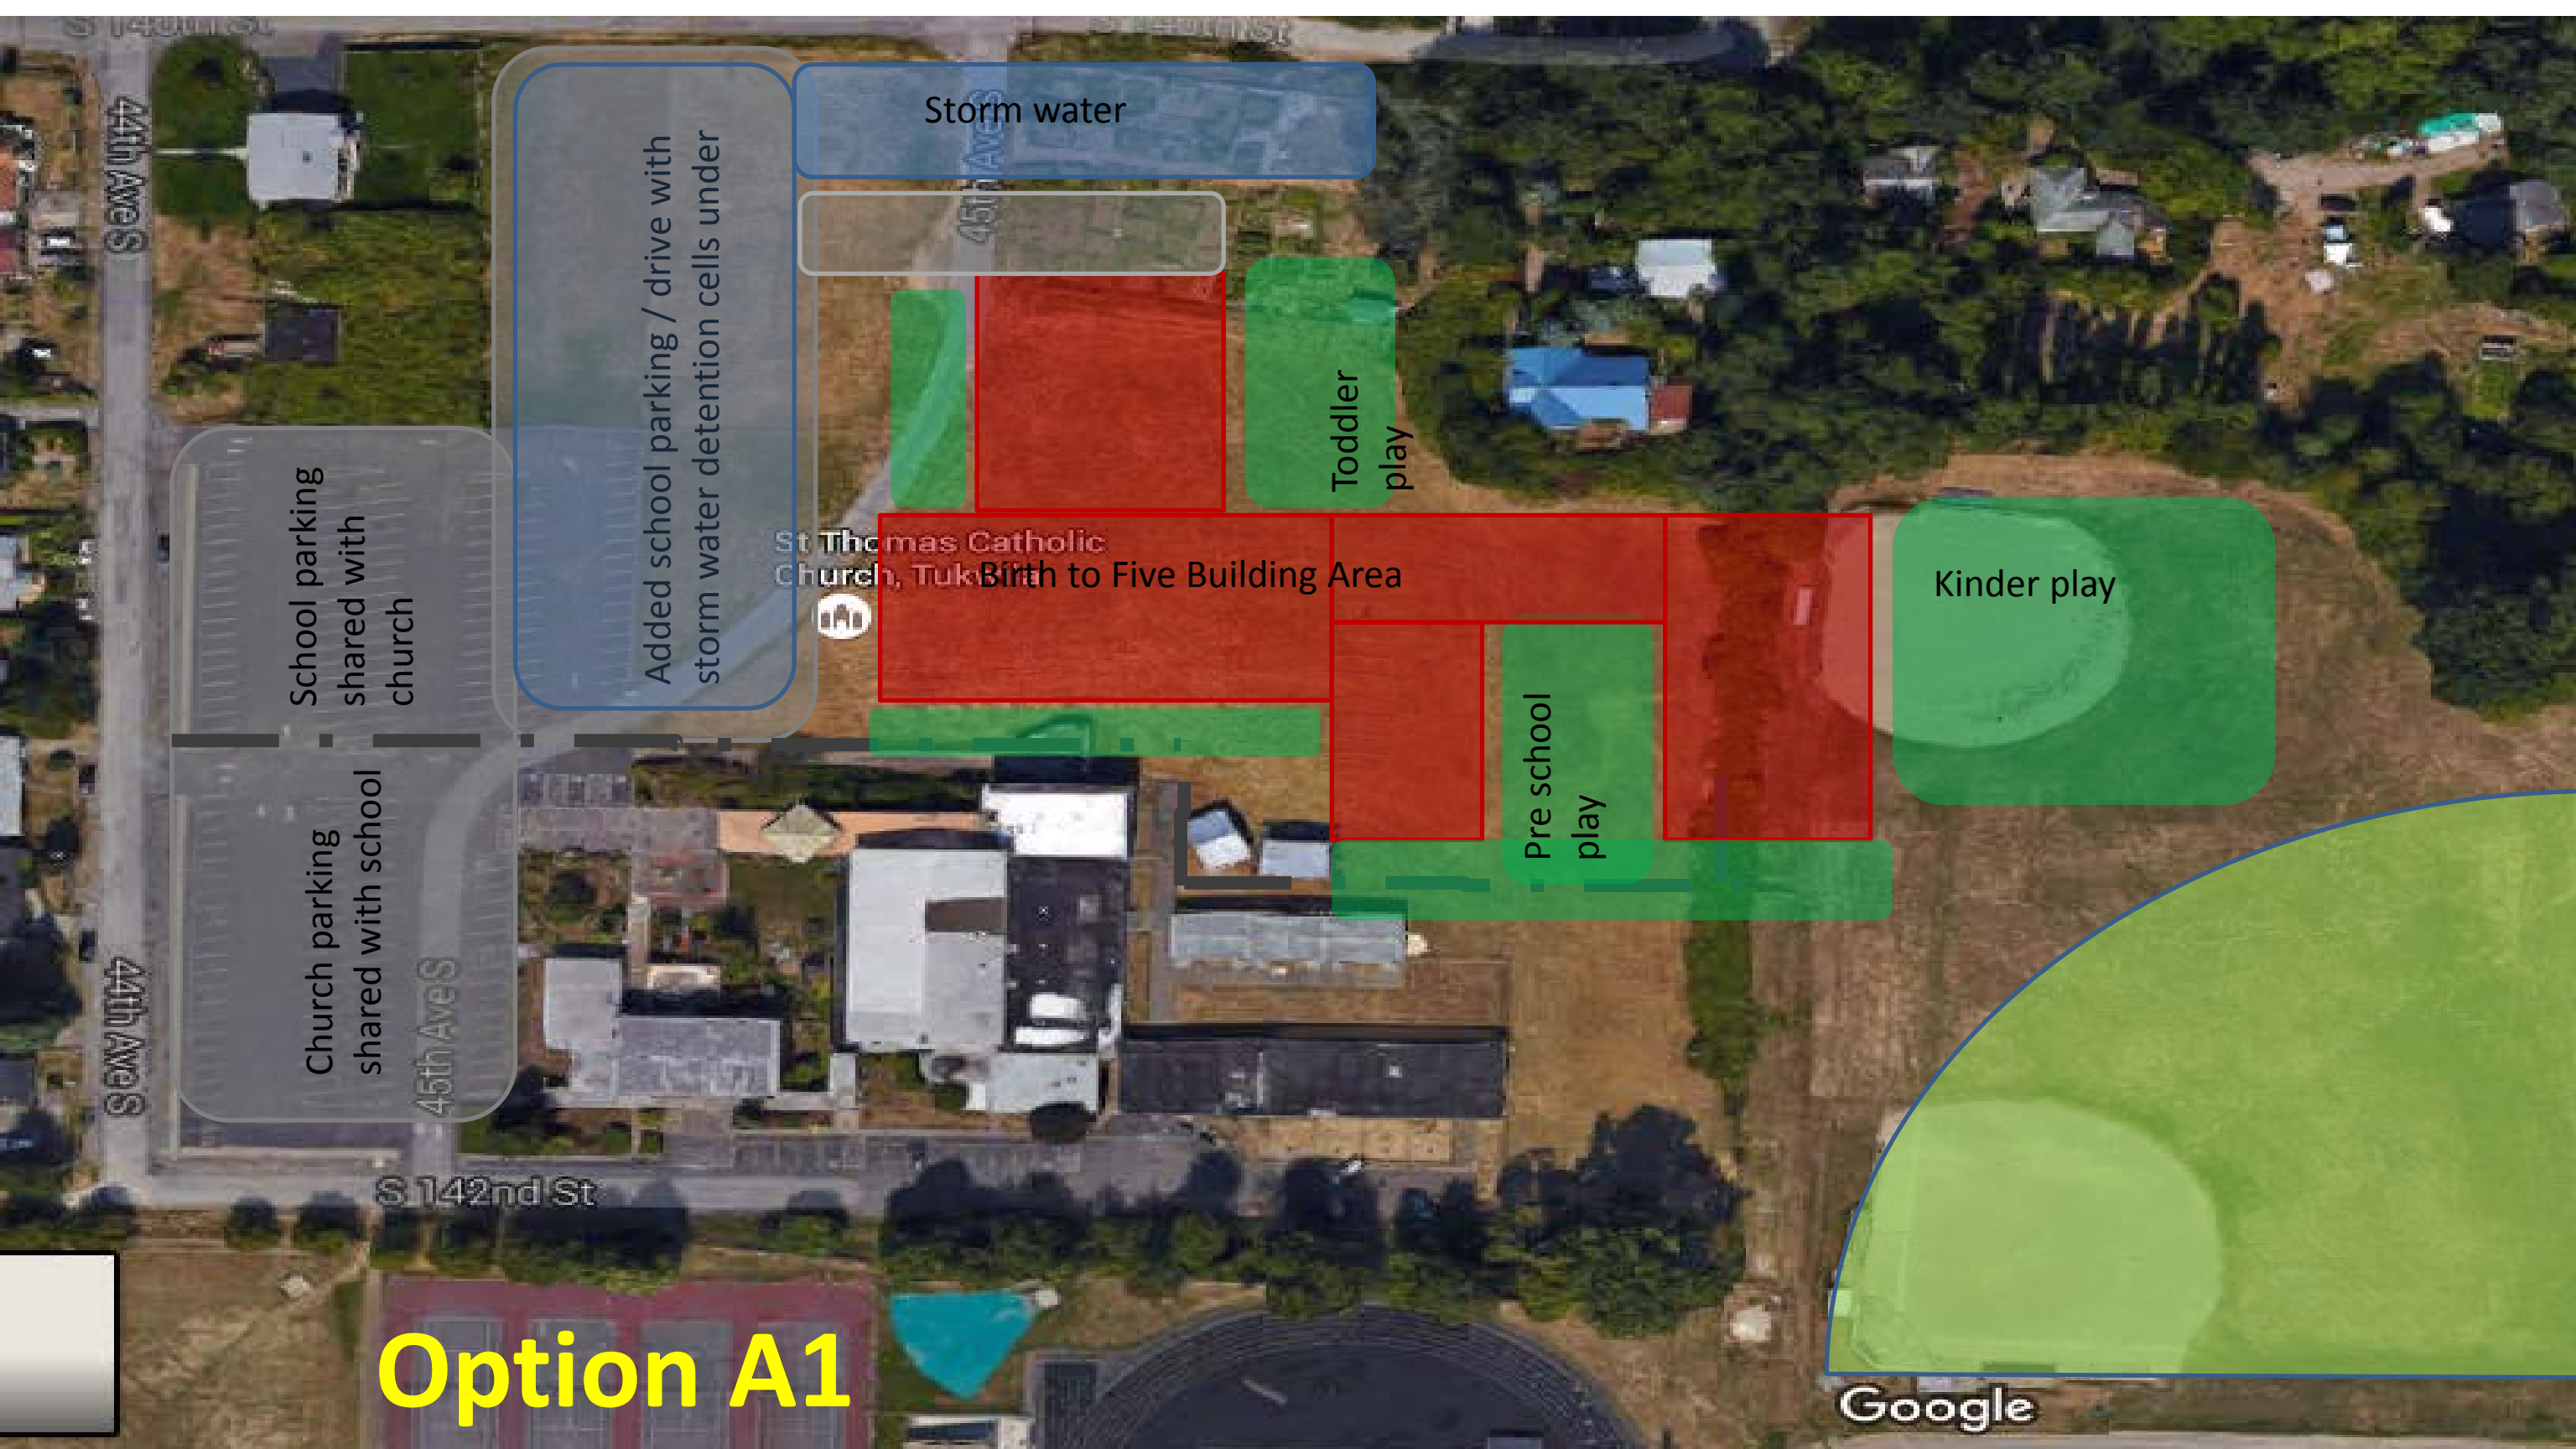 S 140th St
S 140th St
Storm water
44th Ave S
45th Ave S
Added school parking / drive with
storm water detention cells under
Toddler
play
School parking
shared with
church
St Thomas Catholic
Church, Tukwila
Birth to Five Building Area
Kinder play
Pre school
play
Church parking
shared with school
44th Ave S
45th Ave S
S 142nd St
Option A1
Google